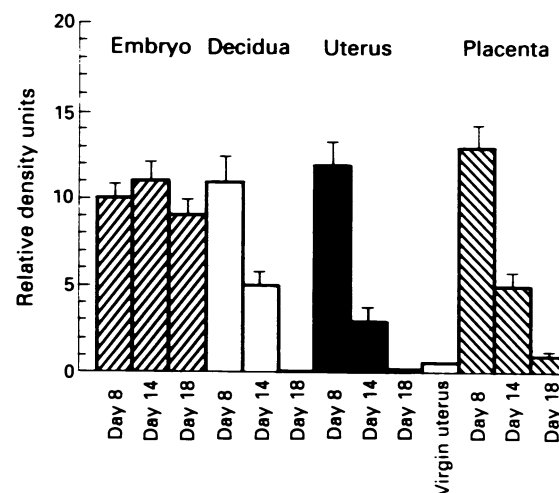 20
15
10
5
0
Relative density units
Embryo Decidua Uterus Placenta
Day 8
Day 14
Day 18
Day 8
Day 14
Day 18
Day 8
Day 14
Day 18
Virgin uterus
Day 8
Day 14
Day 18